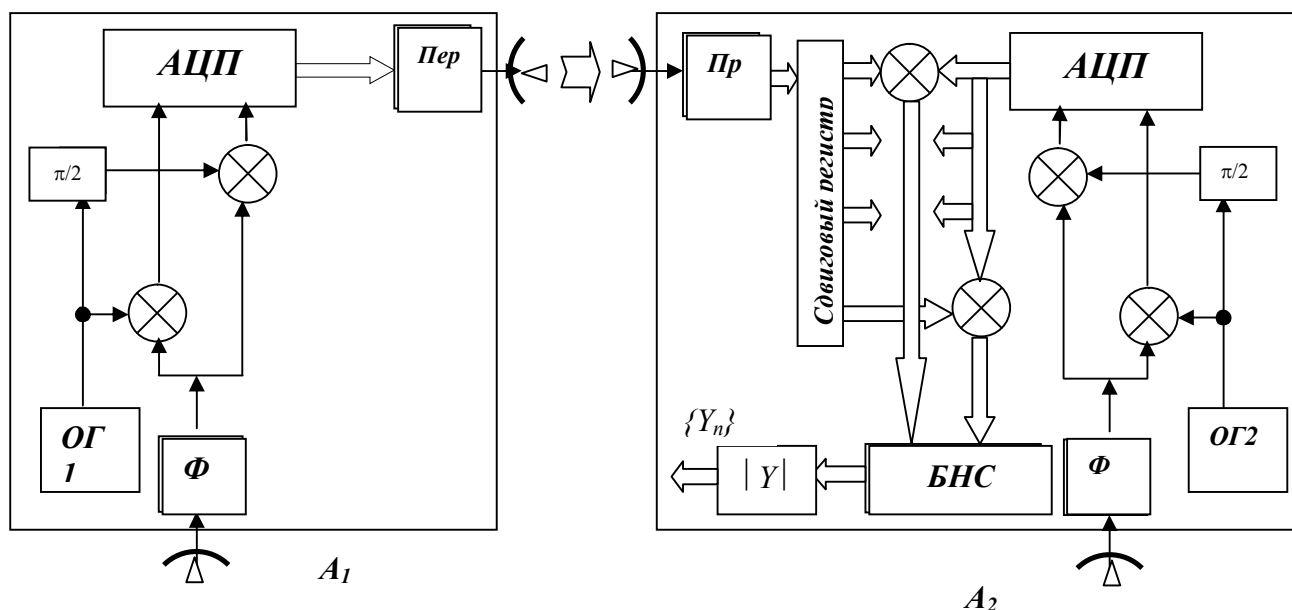 АЦП
Пер
π/2
ОГ
1
Ф
A1
Пр
Сдвиговый регистр
АЦП
π/2
{Yn}
| Y |
БНС
Ф
ОГ2
A2